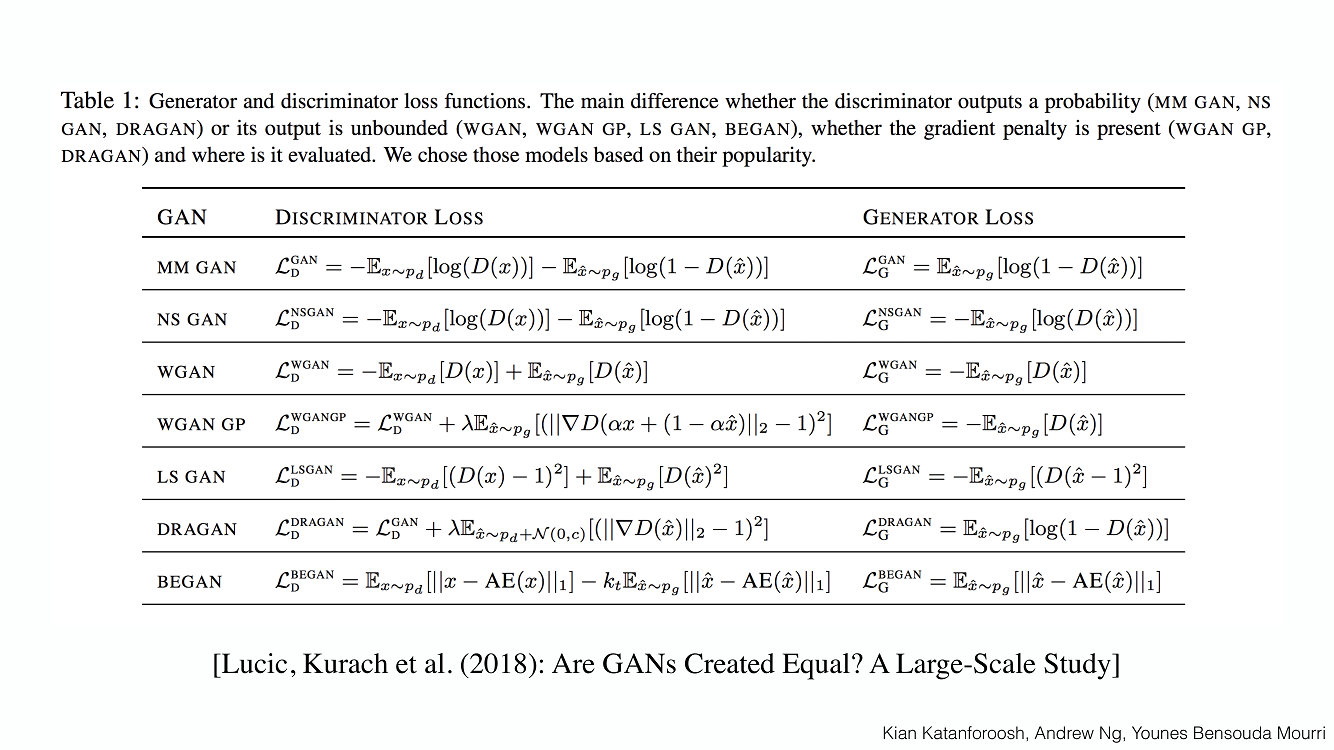 Table 1: Generator and discriminator loss functions. The main difference whether the discriminator outputs a probability (MM GAN, NS
GAN, DRAGAN) or its output is unbounded (WGAN, WGAN GP, LS GAN, BEGAN), whether the gradient penalty is present (WGAN GP,
DRAGAN) and where is it evaluated. We chose those models based on their popularity.
GAN DISCRIMINATOR LOSS GENERATOR LOSS
MM GAN $\mathcal{L}_D^{GAN} = -\mathbb{E}_{x \sim p_d}[\log(D(x))] - \mathbb{E}_{\hat{x} \sim p_g}[\log(1 - D(\hat{x}))]$ $\mathcal{L}_G^{GAN} = \mathbb{E}_{\hat{x} \sim p_g}[\log(1 - D(\hat{x}))]$
NS GAN $\mathcal{L}_D^{NSGAN} = -\mathbb{E}_{x \sim p_d}[\log(D(x))] - \mathbb{E}_{\hat{x} \sim p_g}[\log(1 - D(\hat{x}))]$ $\mathcal{L}_G^{NSGAN} = -\mathbb{E}_{\hat{x} \sim p_g}[\log(D(\hat{x}))]$
WGAN $\mathcal{L}_D^{WGAN} = -\mathbb{E}_{x \sim p_d}[D(x)] + \mathbb{E}_{\hat{x} \sim p_g}[D(\hat{x})]$ $\mathcal{L}_G^{WGAN} = -\mathbb{E}_{\hat{x} \sim p_g}[D(\hat{x})]$
WGAN GP $\mathcal{L}_D^{WGANGP} = \mathcal{L}_D^{WGAN} + \lambda\mathbb{E}_{\hat{x} \sim p_g}[(||\nabla D(\alpha x + (1 - \alpha\hat{x})||_2 - 1)^2]$ $\mathcal{L}_G^{WGANGP} = -\mathbb{E}_{\hat{x} \sim p_g}[D(\hat{x})]$
LS GAN $\mathcal{L}_D^{LSGAN} = -\mathbb{E}_{x \sim p_d}[(D(x) - 1)^2] + \mathbb{E}_{\hat{x} \sim p_g}[D(\hat{x})^2]$ $\mathcal{L}_G^{LSGAN} = -\mathbb{E}_{\hat{x} \sim p_g}[(D(\hat{x} - 1)^2]$
DRAGAN $\mathcal{L}_D^{DRAGAN} = \mathcal{L}_D^{GAN} + \lambda\mathbb{E}_{\hat{x} \sim p_d + \mathcal{N}(0,c)}[(||\nabla D(\hat{x})||_2 - 1)^2]$ $\mathcal{L}_G^{DRAGAN} = \mathbb{E}_{\hat{x} \sim p_g}[\log(1 - D(\hat{x}))]$
BEGAN $\mathcal{L}_D^{BEGAN} = \mathbb{E}_{x \sim p_d}[||x - AE(x)||_1] - k_t\mathbb{E}_{\hat{x} \sim p_g}[||\hat{x} - AE(\hat{x})||_1]$ $\mathcal{L}_G^{BEGAN} = \mathbb{E}_{\hat{x} \sim p_g}[||\hat{x} - AE(\hat{x})||_1]$
[Lucic, Kurach et al. (2018): Are GANs Created Equal? A Large-Scale Study]
Kian Katanforoosh, Andrew Ng, Younes Bensouda Mourri